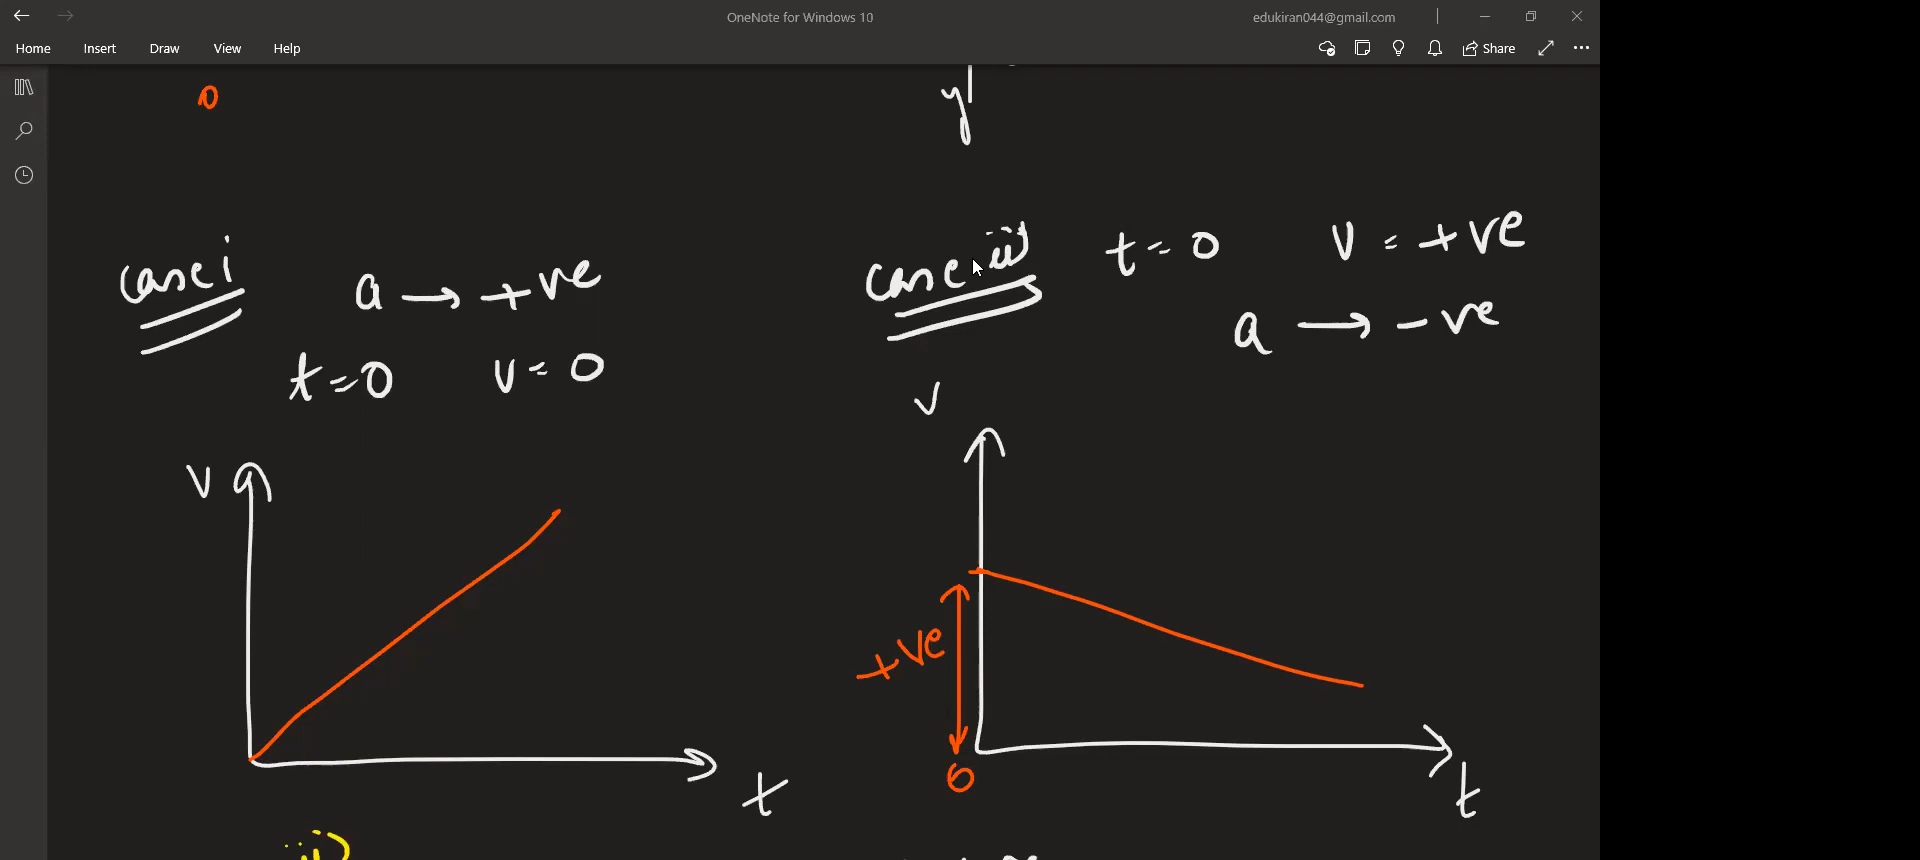 OneNote for Windows 10
edukiran044@gmail.com
Home Insert Draw View Help
Share
0
y'
case i
a → +ve
t = 0 v = 0
case ii)
t = 0 v = +ve
a → -ve
v
t
v
+ve
0
t